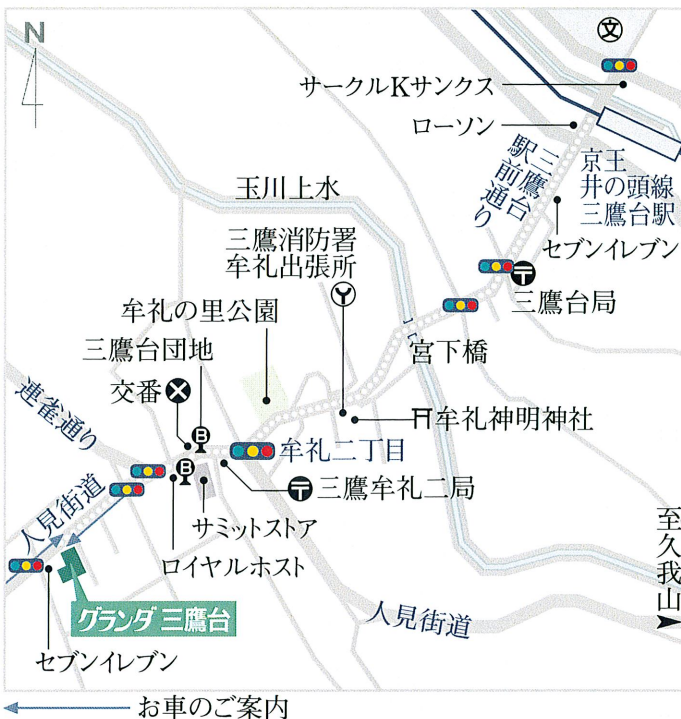 N
文
サークルKサンクス
ローソン
三鷹台
駅前通り
京王
井の頭線
三鷹台駅
玉川上水
セブンイレブン
三鷹消防署
牟礼出張所
〒
三鷹台局
牟礼の里公園
宮下橋
三鷹台団地
交番
連雀通り
B
牟礼二丁目
牟礼神明神社
B
〒三鷹牟礼二局
人見街道
サミットストア
ロイヤルホスト
至久我山
グランダ 三鷹台
人見街道
セブンイレブン
お車のご案内